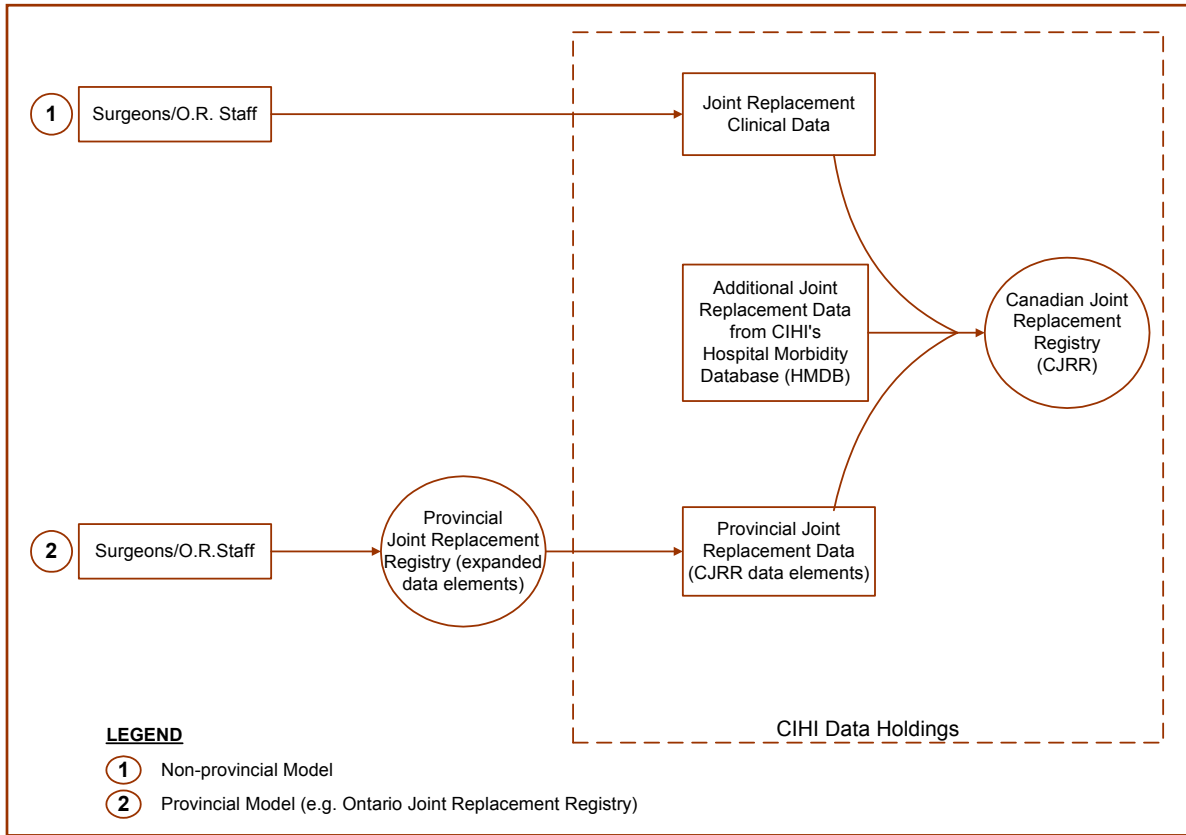 1
Surgeons/O.R. Staff
Joint Replacement
Clinical Data
Additional Joint
Replacement Data
from CIHI's
Hospital Morbidity
Database (HMDB)
Canadian Joint
Replacement
Registry
(CJRR)
2
Surgeons/O.R.Staff
Provincial
Joint Replacement
Registry (expanded
data elements)
Provincial Joint
Replacement Data
(CJRR data elements)
CIHI Data Holdings
LEGEND
1 Non-provincial Model
2 Provincial Model (e.g. Ontario Joint Replacement Registry)